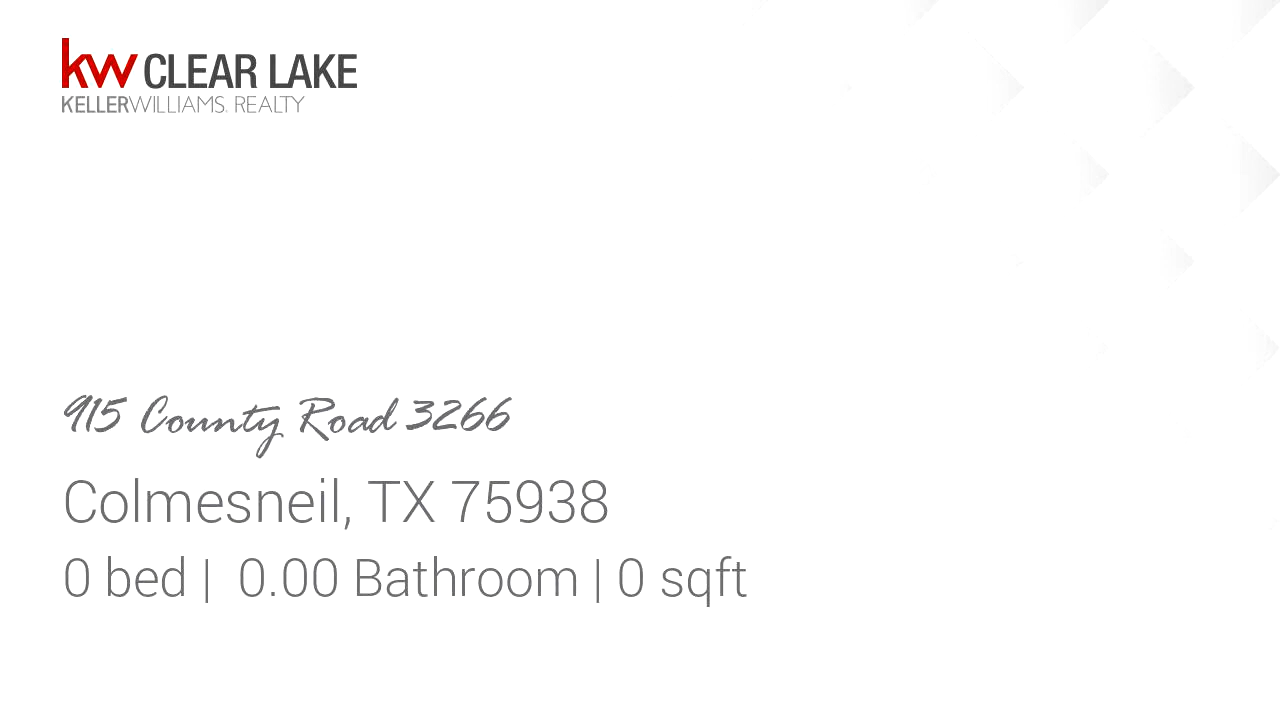 kw CLEAR LAKE
KELLERWILLIAMS. REALTY
915 County Road 3266
Colmesneil, TX 75938
0 bed | 0.00 Bathroom | 0 sqft